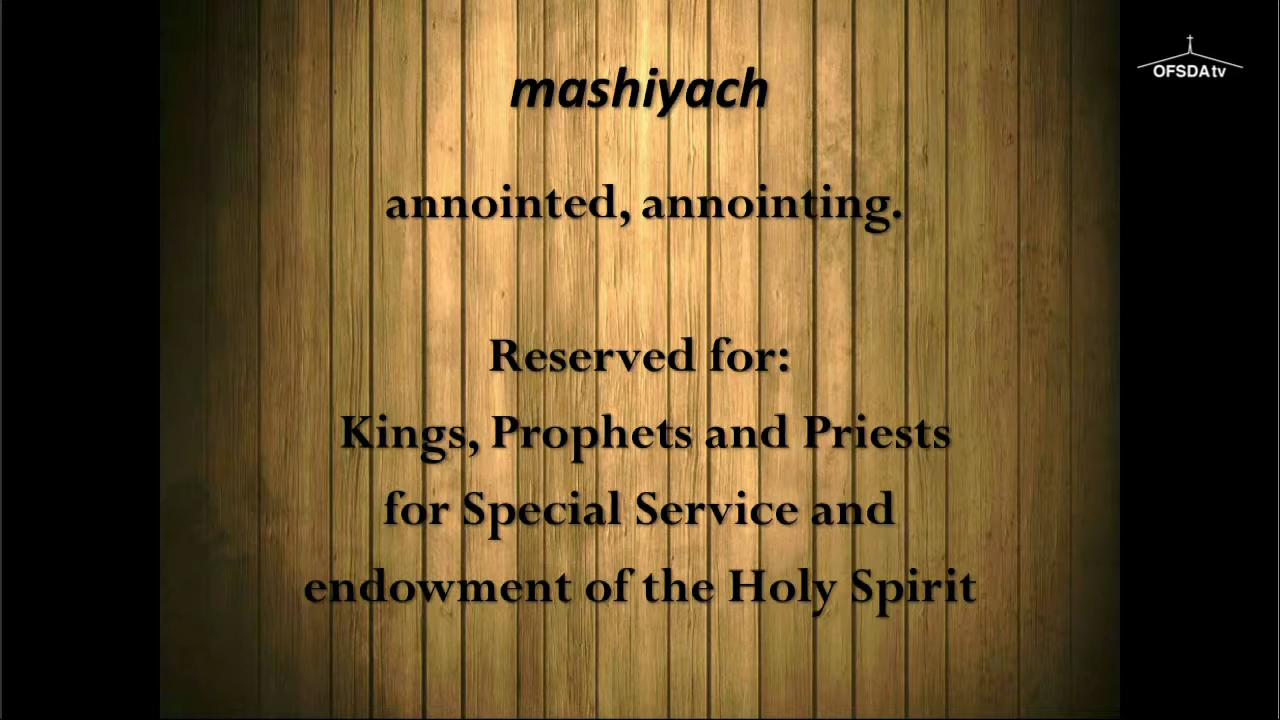 mashiyach
OFSDAtv
annointed, annointing.
Reserved for:
Kings, Prophets and Priests
for Special Service and
endowment of the Holy Spirit